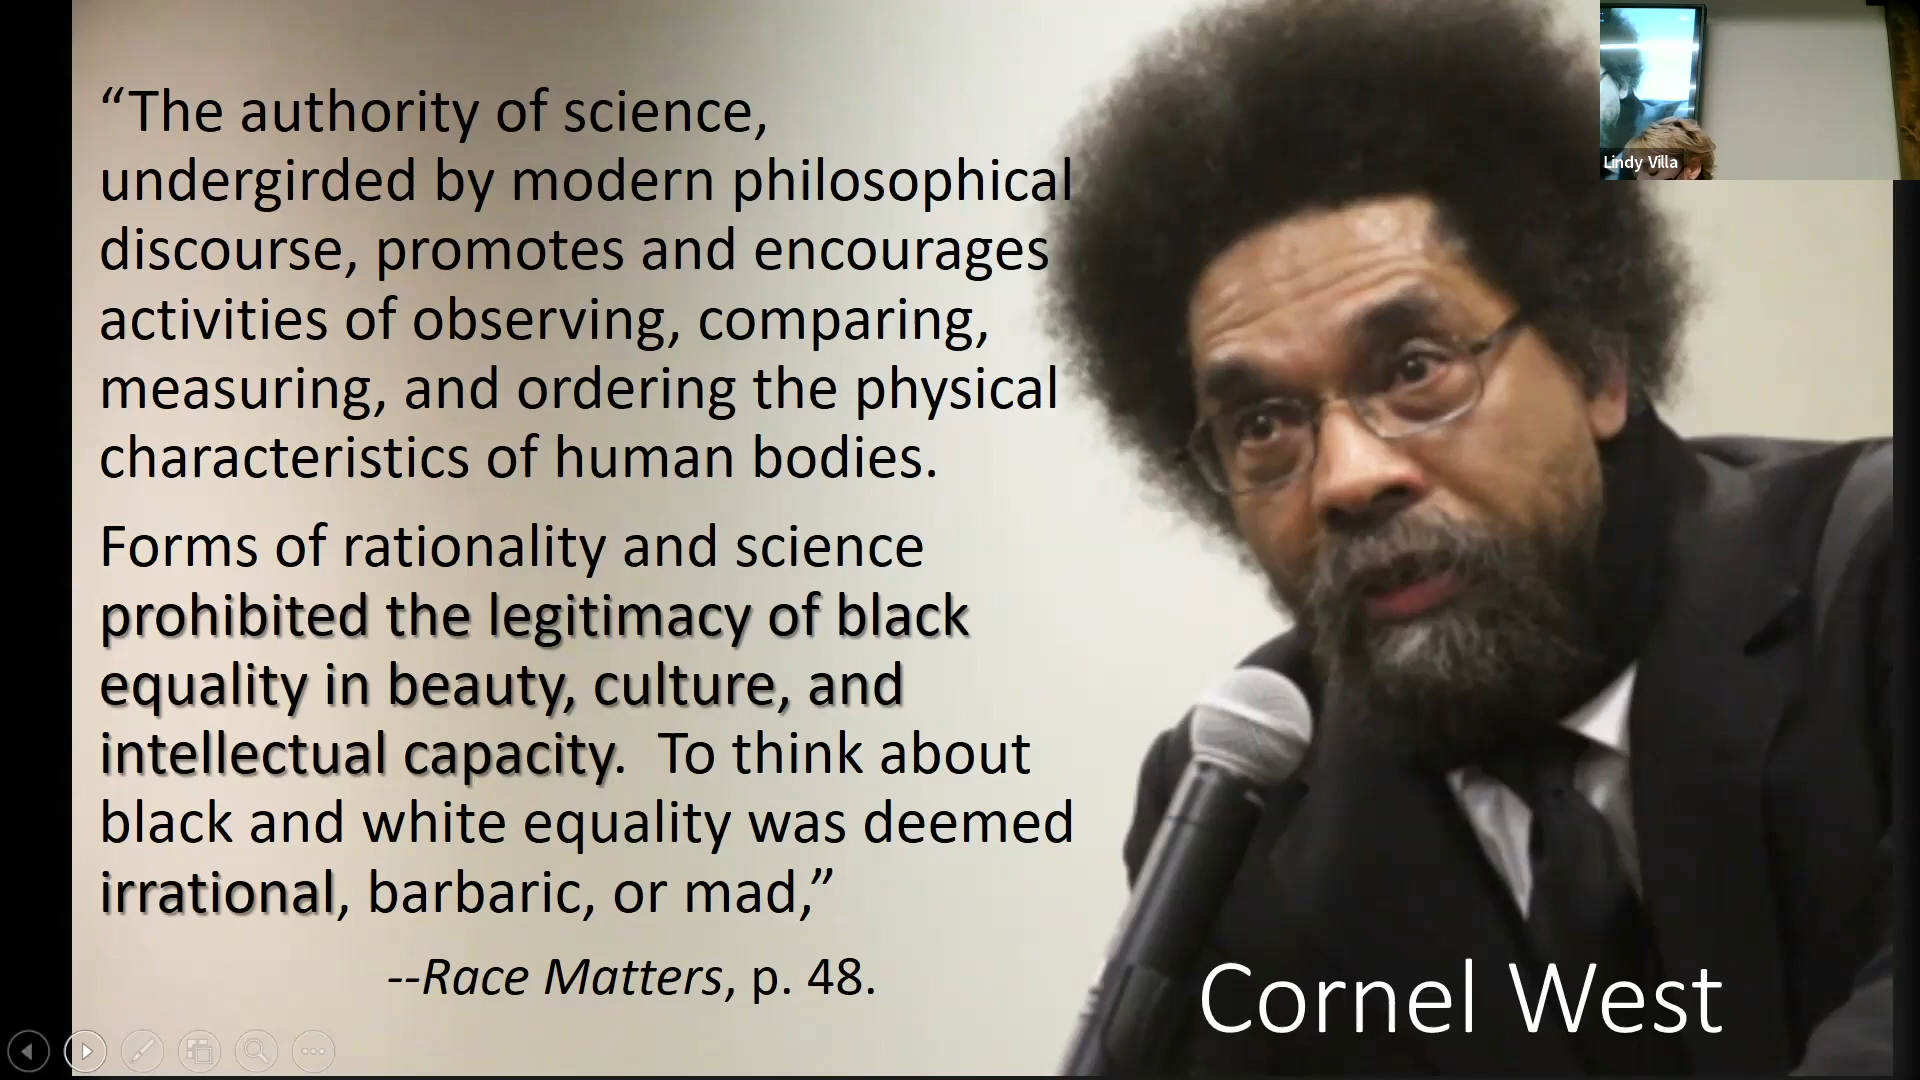 “The authority of science,
undergirded by modern philosophical
discourse, promotes and encourages
activities of observing, comparing,
measuring, and ordering the physical
characteristics of human bodies.
Forms of rationality and science
prohibited the legitimacy of black
equality in beauty, culture, and
intellectual capacity.  To think about
black and white equality was deemed
irrational, barbaric, or mad,”
--Race Matters, p. 48.
Cornel West
Lindy Villa